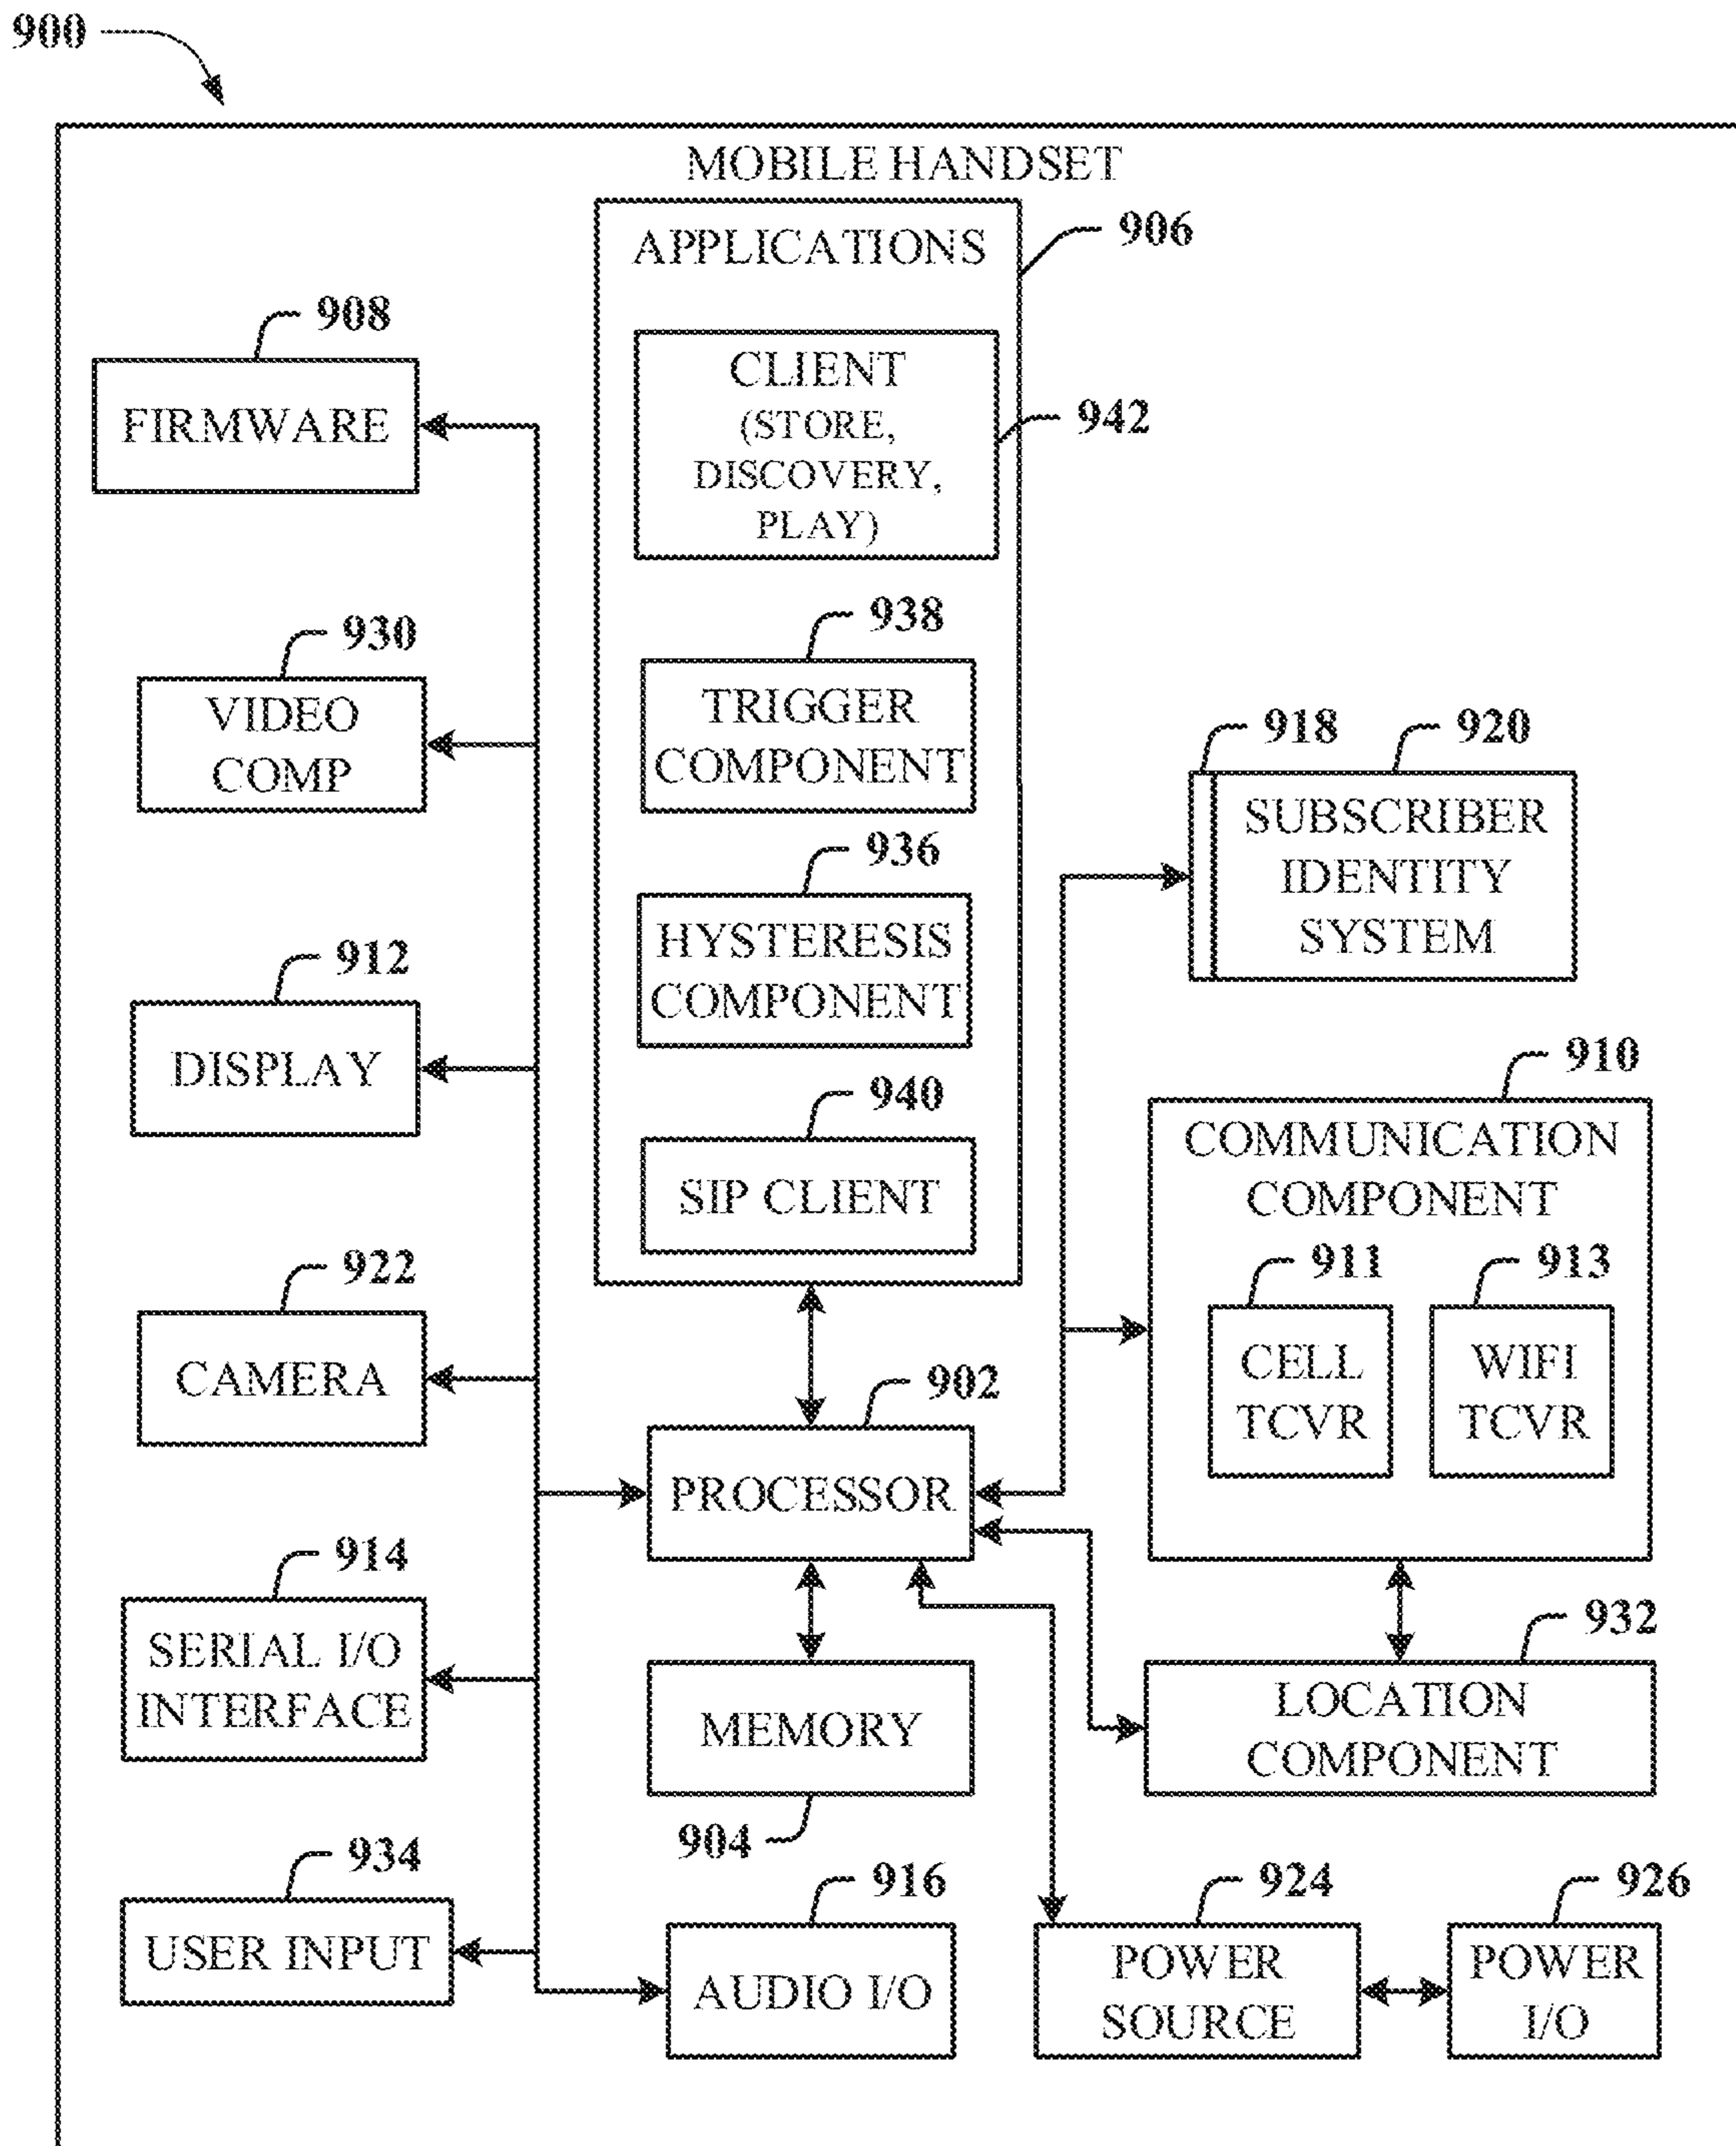 900
MOBILE HANDSET
906
APPLICATIONS
942
CLIENT
(STORE,
DISCOVERY,
PLAY)
938
TRIGGER
COMPONENT
936
HYSTERESIS
COMPONENT
940
SIP CLIENT
908
FIRMWARE
930
VIDEO
COMP
912
DISPLAY
922
CAMERA
914
SERIAL I/O
INTERFACE
934
USER INPUT
902
PROCESSOR
MEMORY
904
916
AUDIO I/O
918
920
SUBSCRIBER
IDENTITY
SYSTEM
910
COMMUNICATION
COMPONENT
911
CELL
TCVR
913
WIFI
TCVR
932
LOCATION
COMPONENT
924
POWER
SOURCE
926
POWER
I/O